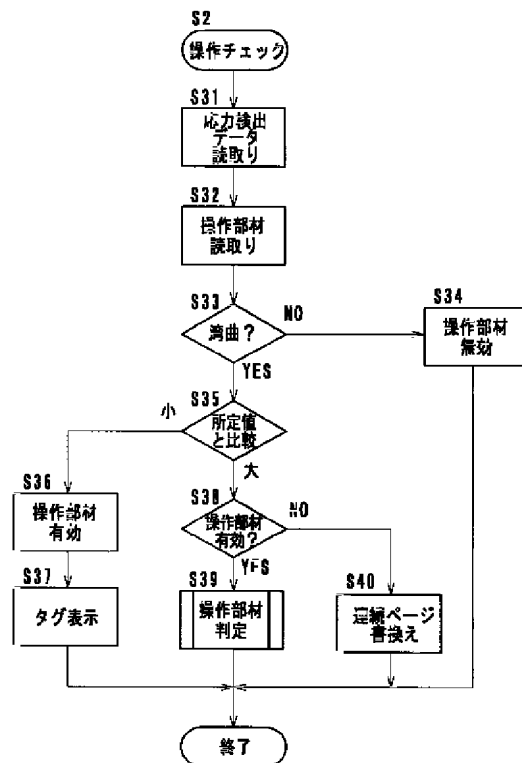 S2
操作チェック
S31
応力検出
データ
読取り
S32
操作部材
読取り
S33
湾曲?
NO
S34
操作部材
無効
YES
S35
小
所定値
と比較
大
S36
操作部材
有効
S38
操作部材
有効?
NO
YES
S37
タグ表示
S39
操作部材
判定
S40
連続ページ
書換え
終了